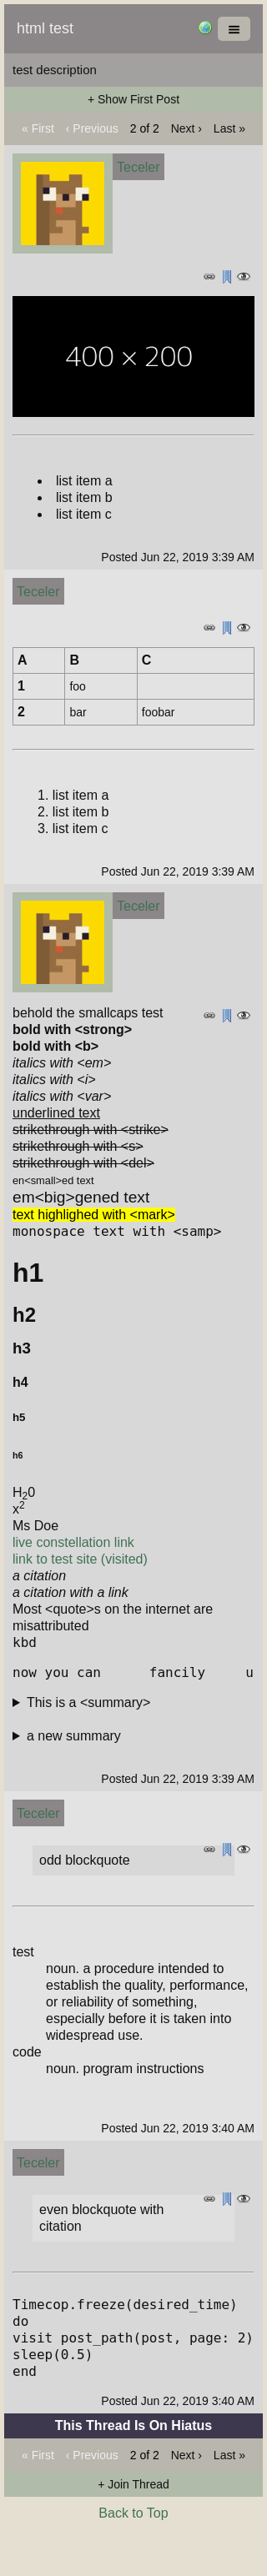 html test
test description
+ Show First Post
« First ‹ Previous 2 of 2 Next › Last »
Teceler
400 × 200
• list item a
• list item b
• list item c
Posted Jun 22, 2019 3:39 AM
Teceler
A B C
1 foo
2 bar foobar
1. list item a
2. list item b
3. list item c
Posted Jun 22, 2019 3:39 AM
Teceler
behold the smallcaps test
bold with <strong>
bold with <b>
italics with <em>
italics with <i>
italics with <var>
underlined text
strikethrough with <strike>
strikethrough with <s>
strikethrough with <del>
en<small>ed text
em<big>gened text
text highlighed with <mark>
monospace text with <samp>
h1
h2
h3
h4
h5
h6
H20
x2
Ms Doe
live constellation link
link to test site (visited)
a citation
a citation with a link
Most <quote>s on the internet are
misattributed
kbd
now you can fancily u
This is a <summary>
a new summary
Posted Jun 22, 2019 3:39 AM
Teceler
odd blockquote
test
noun. a procedure intended to
establish the quality, performance,
or reliability of something,
especially before it is taken into
widespread use.
code
noun. program instructions
Posted Jun 22, 2019 3:40 AM
Teceler
even blockquote with
citation
Timecop.freeze(desired_time)
do
visit post_path(post, page: 2)
sleep(0.5)
end
Posted Jun 22, 2019 3:40 AM
This Thread Is On Hiatus
« First ‹ Previous 2 of 2 Next › Last »
+ Join Thread
Back to Top